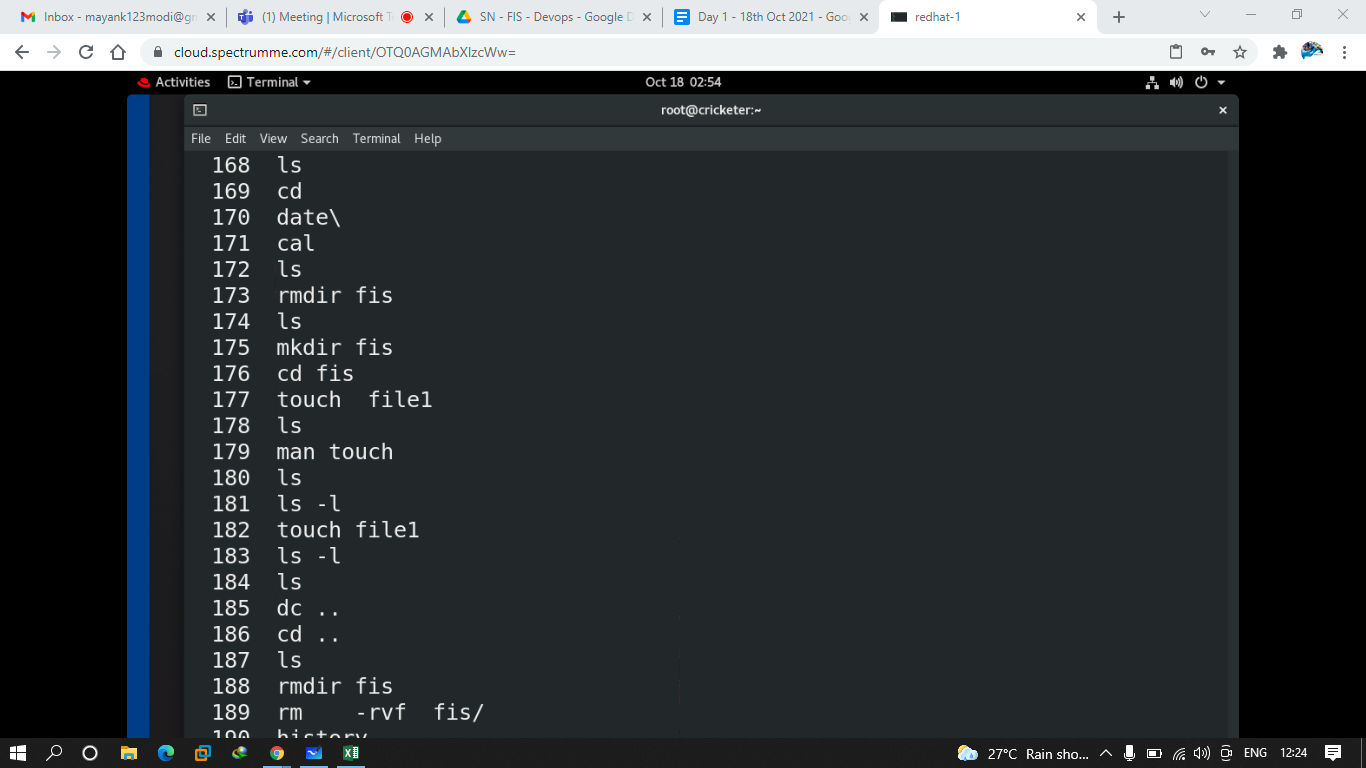 Inbox - mayank123modi@gm
(1) Meeting | Microsoft T
SN - FIS - Devops - Google D
Day 1 - 18th Oct 2021 - Goo
redhat-1
cloud.spectrumme.com/#/client/OTQ0AGMAbXlzcWw=
Activities
Terminal
Oct 18 02:54
root@cricketer:~
File Edit View Search Terminal Help
168 ls
169 cd
170 date\
171 cal
172 ls
173 rmdir fis
174 ls
175 mkdir fis
176 cd fis
177 touch  file1
178 ls
179 man touch
180 ls
181 ls -l
182 touch file1
183 ls -l
184 ls
185 dc ..
186 cd ..
187 ls
188 rmdir fis
189 rm    -rvf  fis/
190 history
27°C Rain sho... ENG 12:24